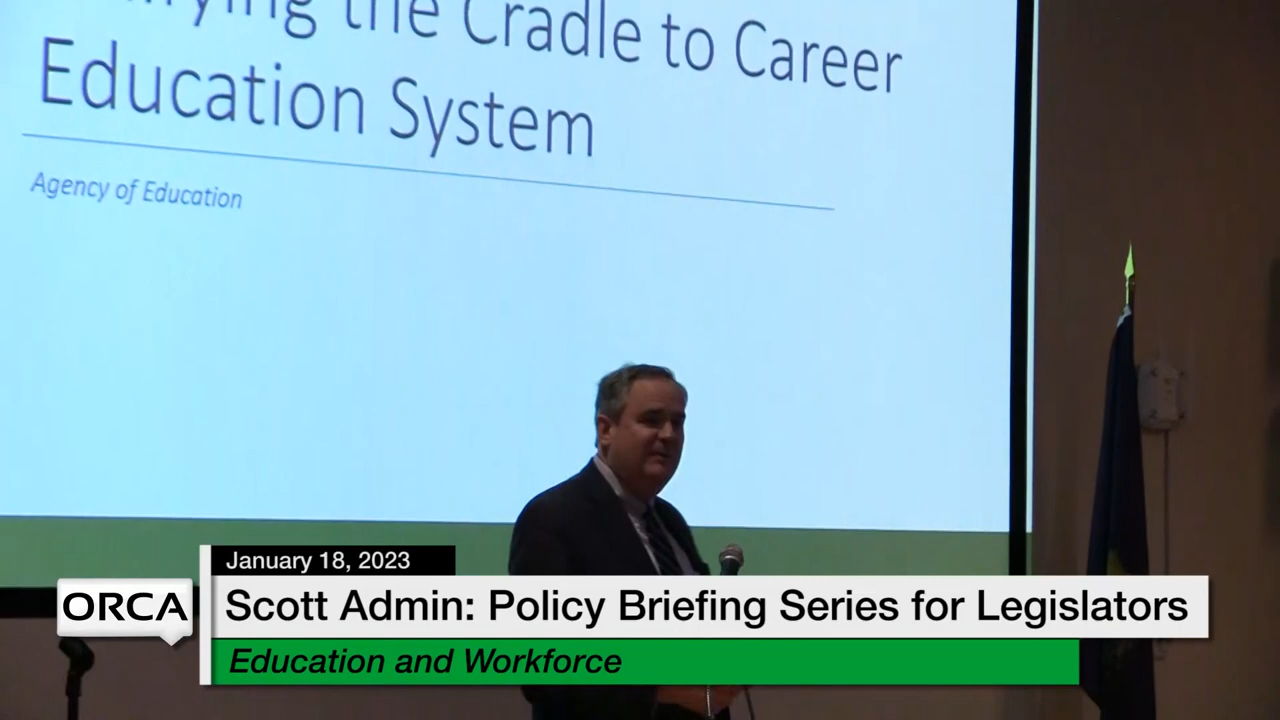 the Cradle to Career
Education System
Agency of Education
January 18, 2023
ORCA
Scott Admin: Policy Briefing Series for Legislators
Education and Workforce